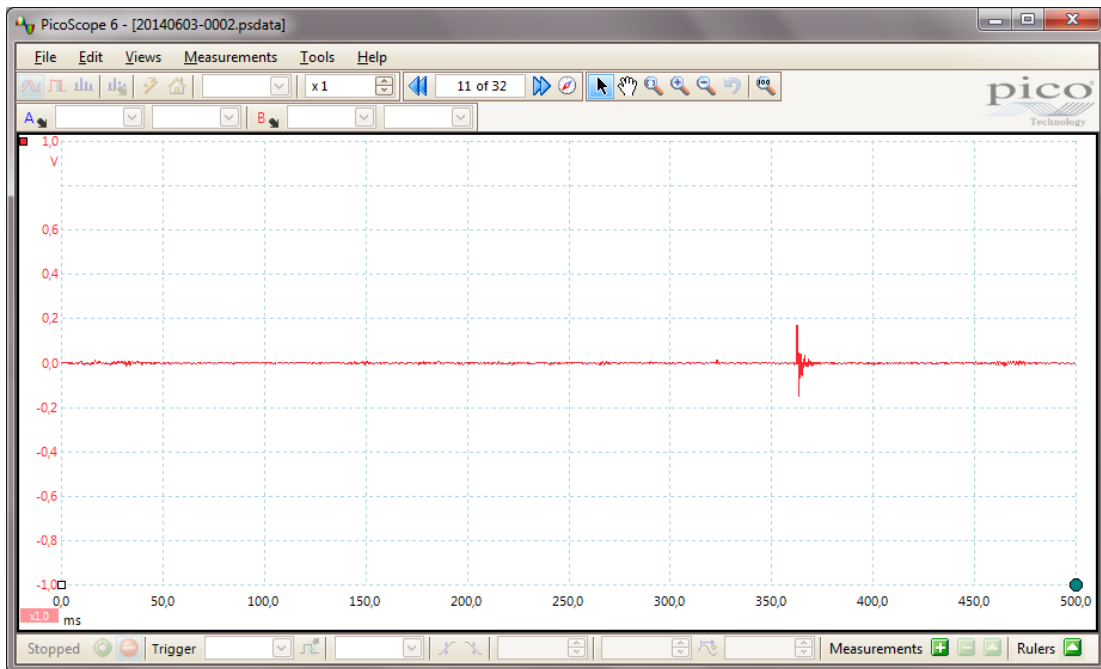 PicoScope 6 - [20140603-0002.psdata]
File Edit Views Measurements Tools Help
x 1 11 of 32
pico
Technology
A B
1,0
V
0,6
0,4
0,2
0,0
-0,2
-0,4
-0,6
-0,8
-1,0
0,0 50,0 100,0 150,0 200,0 250,0 300,0 350,0 400,0 450,0 500,0
x1.0 ms
Stopped Trigger Measurements Rulers